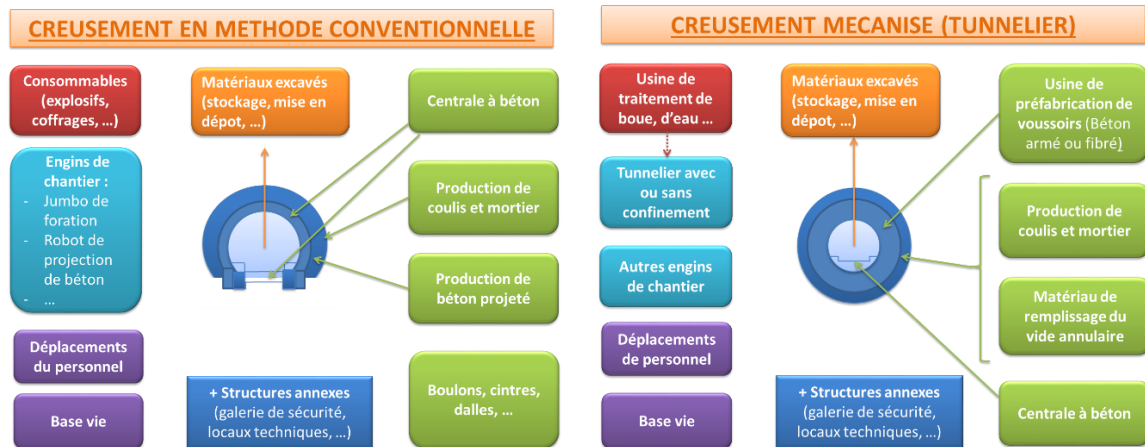 CREUSEMENT EN METHODE CONVENTIONNELLE
Consommables
(explosifs,
coffrages, …)
Matériaux excavés
(stockage, mise en
dépot, …)
Centrale à béton
Engins de
chantier :
- Jumbo de
foration
- Robot de
projection
de béton
- …
Production de
coulis et mortier
Production de
béton projeté
Déplacements
du personnel
Base vie
+ Structures annexes
(galerie de sécurité,
locaux techniques, …)
Boulons, cintres,
dalles, …
CREUSEMENT MECANISE (TUNNELIER)
Usine de
traitement de
boue, d’eau …
Matériaux excavés
(stockage, mise en
dépot, …)
Usine de
préfabrication de
voussoirs (Béton
armé ou fibré)
Tunnelier avec
ou sans
confinement
Production de
coulis et mortier
Autres engins
de chantier
Matériau de
remplissage du
vide annulaire
Déplacements
de personnel
Base vie
+ Structures annexes
(galerie de sécurité,
locaux techniques, …)
Centrale à béton